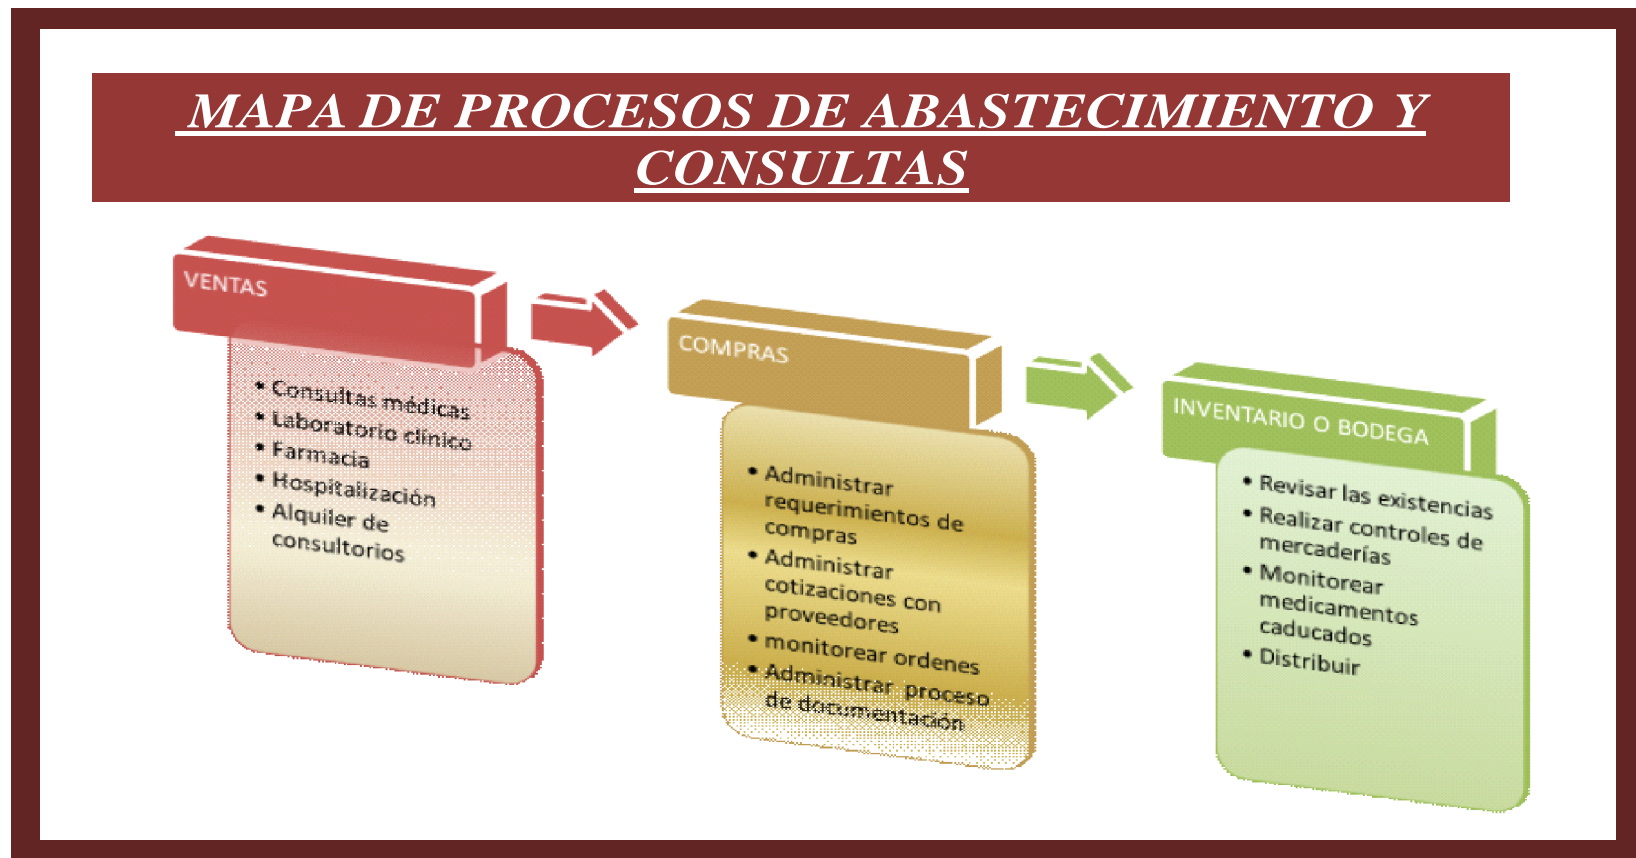 MAPA DE PROCESOS DE ABASTECIMIENTO Y
CONSULTAS
VENTAS
• Consultas médicas
• Laboratorio clínico
• Farmacia
• Hospitalización
• Alquiler de
consultorios
COMPRAS
• Administrar
requerimientos de
compras
• Administrar
cotizaciones con
proveedores
• monitorear ordenes
• Administrar proceso
de documentación
INVENTARIO O BODEGA
• Revisar las existencias
• Realizar controles de
mercaderías
• Monitorear
medicamentos
caducados
• Distribuir